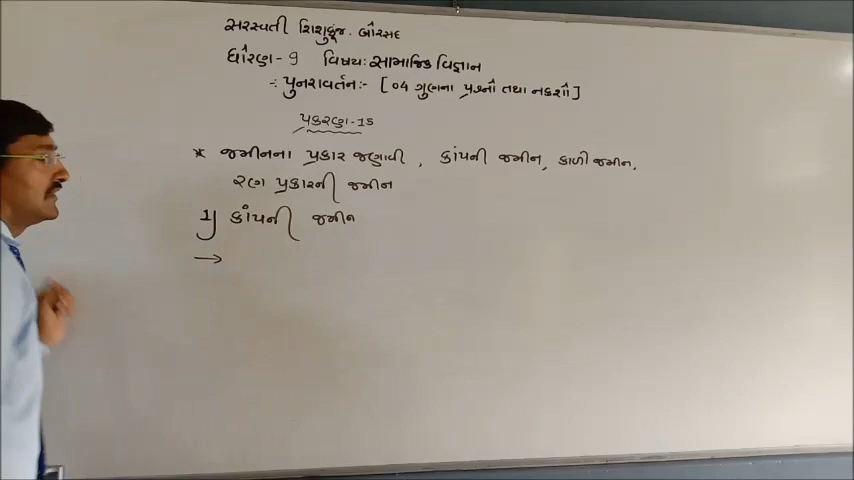 સરસ્વતી શિશુકુંજ. બોરસદ
ધોરણ - 9 વિષય: સામાજિક વિજ્ઞાન
-: પુનરાવર્તન :- [04 ગુણના પ્રશ્નો તથા નકશો]
પ્રકરણ-15
* જમીનના પ્રકાર જણાવી , કાંપની જમીન, કાળી જમીન,
રણ પ્રકારની જમીન
1) કાંપની જમીન
→